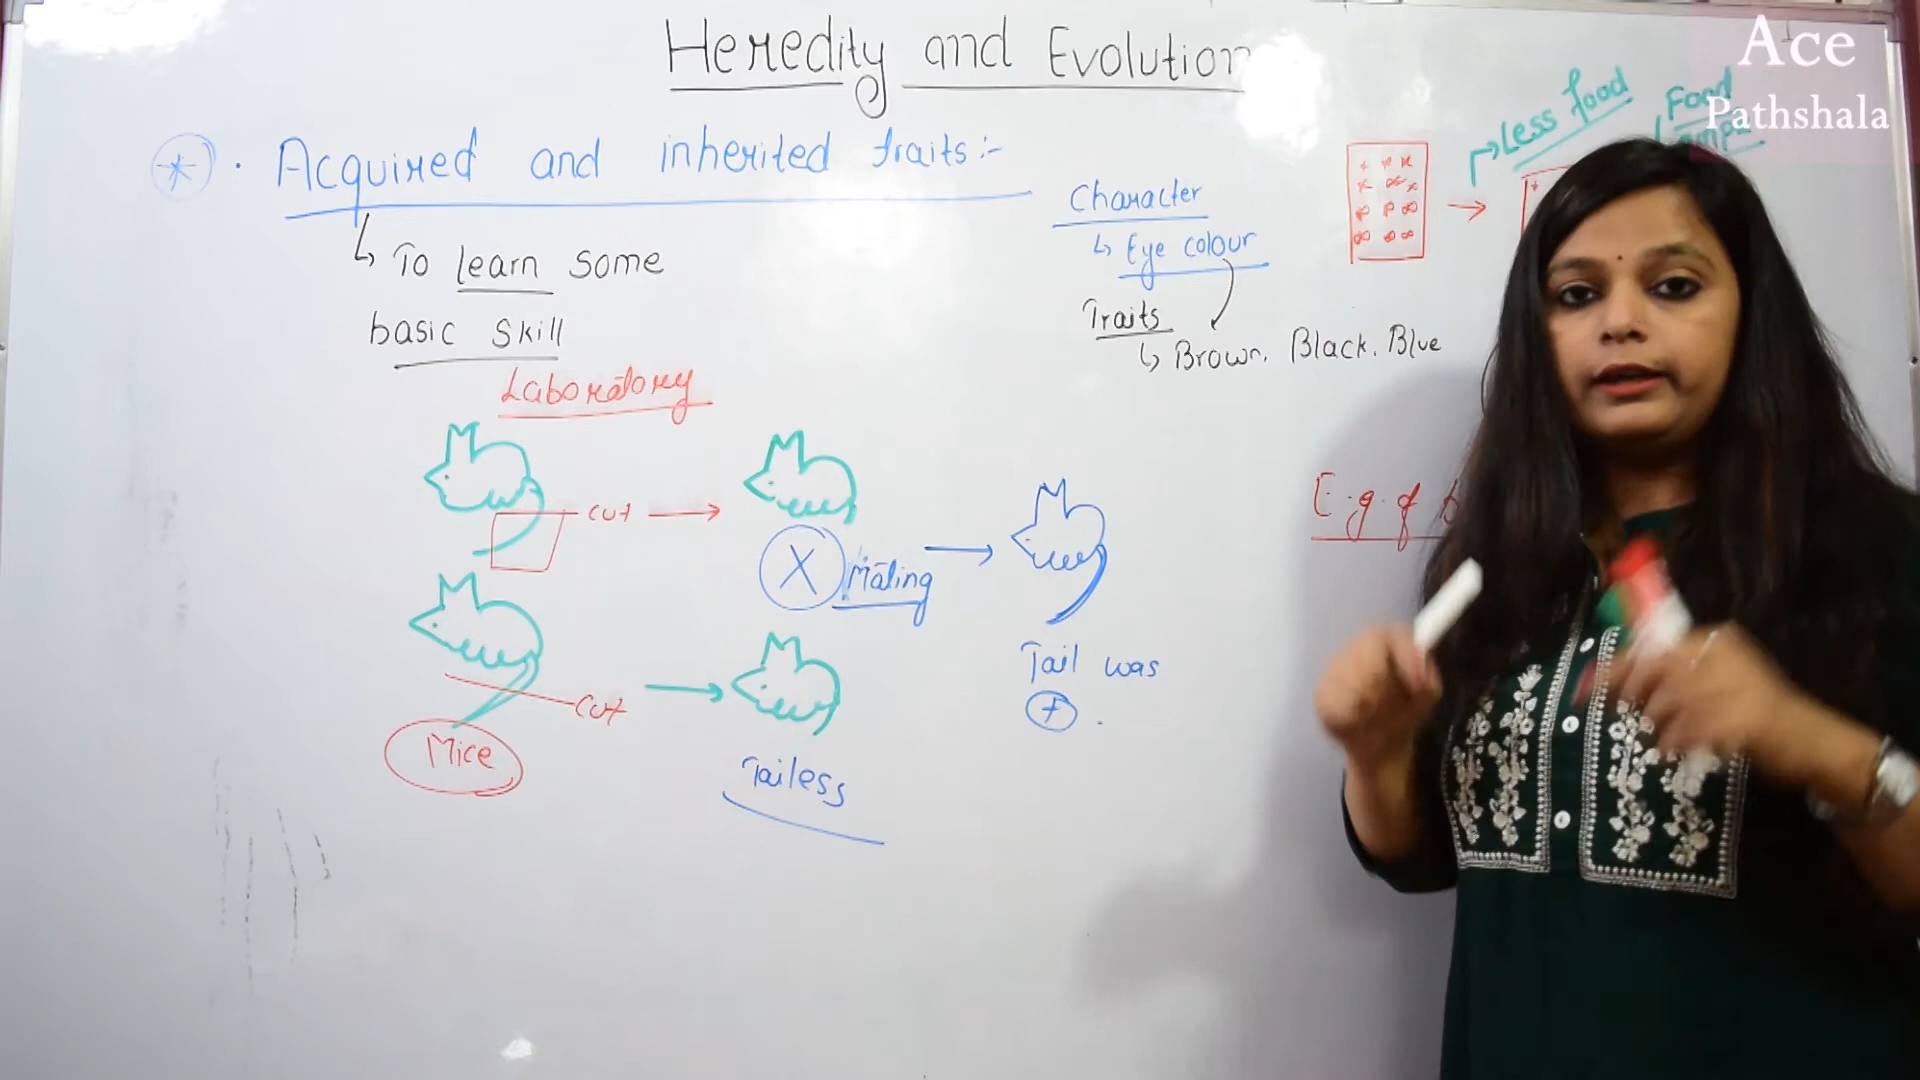 Heredity and Evolution
Ace
Pathshala
Less food
Food
* . Acquired and inherited traits:-
↳ To learn some
basic skill
Character
↳ Eye colour
Traits
↳ Brown. Black. Blue
Laboratory
cut
X Mating
cut
Mice
Tailess
Tail was
+ .
E.g. of